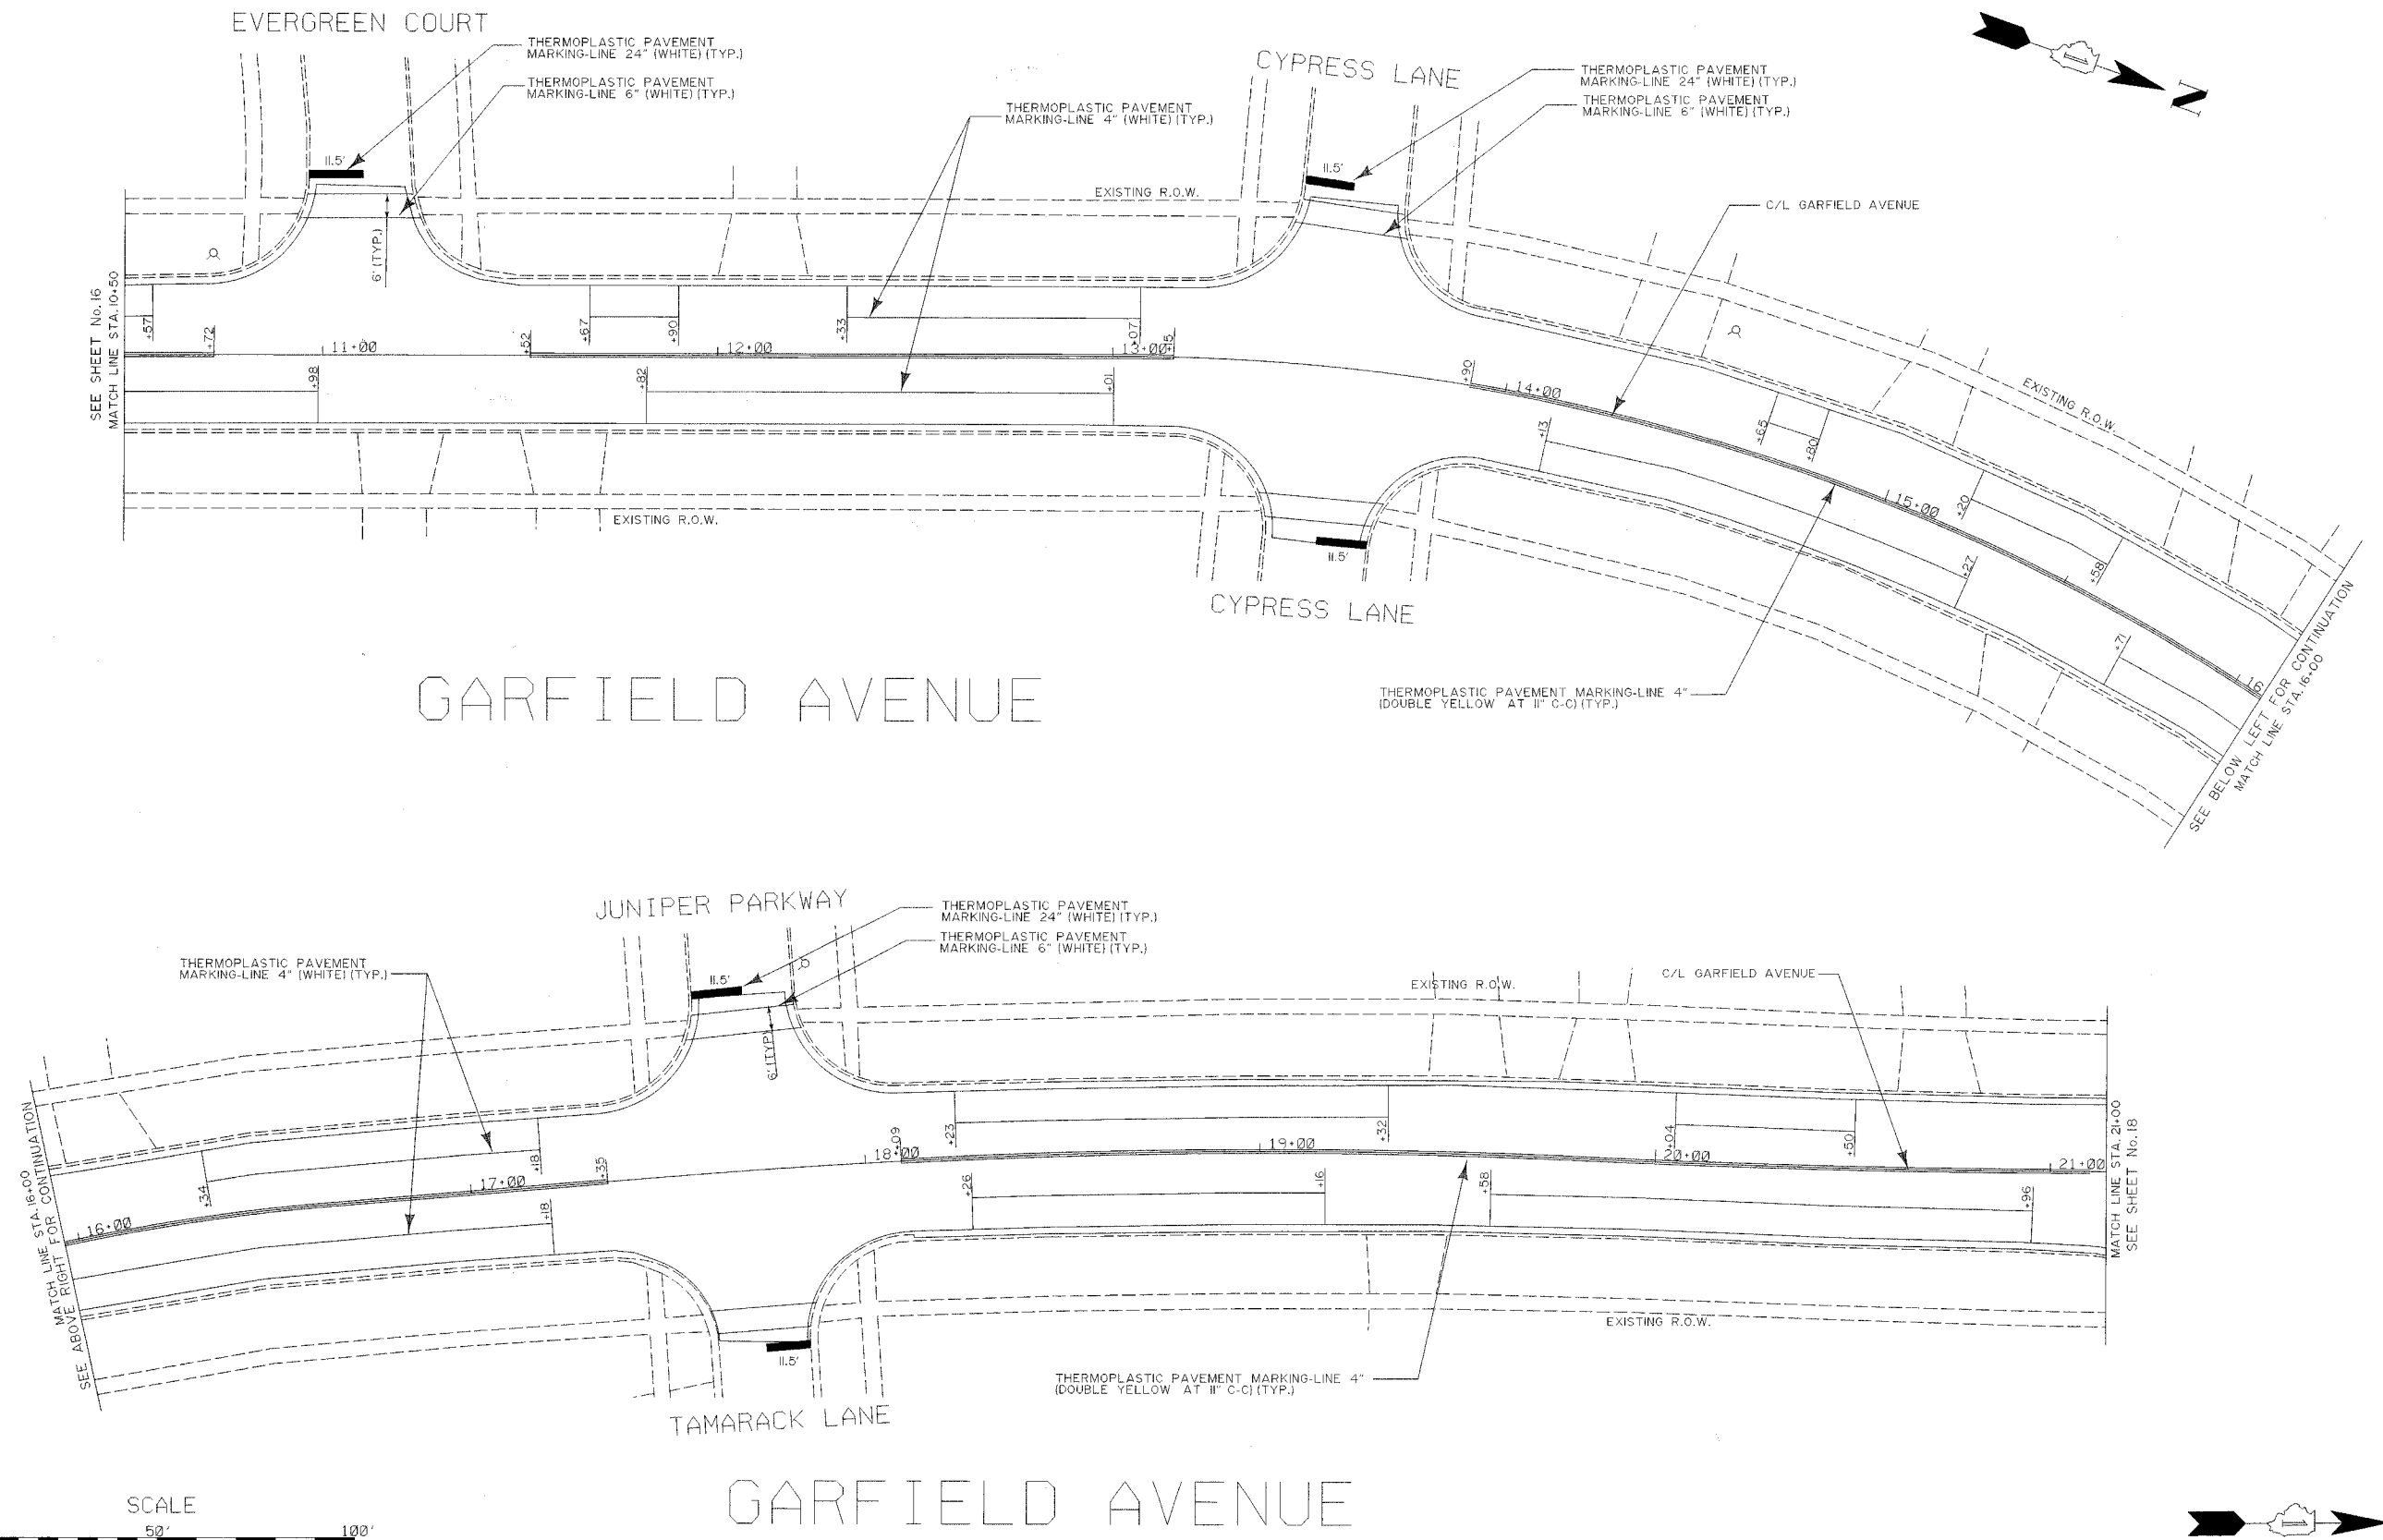 EVERGREEN COURT
THERMOPLASTIC PAVEMENT
MARKING-LINE 24" (WHITE) (TYP.)
THERMOPLASTIC PAVEMENT
MARKING-LINE 6" (WHITE) (TYP.)
THERMOPLASTIC PAVEMENT
MARKING-LINE 4" (WHITE) (TYP.)
CYPRESS LANE
THERMOPLASTIC PAVEMENT
MARKING-LINE 24" (WHITE) (TYP.)
THERMOPLASTIC PAVEMENT
MARKING-LINE 6" (WHITE) (TYP.)
N
11.5'
11.5'
EXISTING R.O.W.
C/L GARFIELD AVENUE
6' (TYP.)
SEE SHEET No. 16
MATCH LINE STA. 10+50
+57
+72
11+00
+52
+67
+90
12+00
+33
+07
13+00
+15
+98
+82
+01
+90
14+00
+13
+65
+80
15+00
+20
+27
+58
+71
16
EXISTING R.O.W.
EXISTING R.O.W.
11.5'
CYPRESS LANE
SEE BELOW LEFT FOR CONTINUATION
MATCH LINE STA. 16+00
GARFIELD AVENUE
THERMOPLASTIC PAVEMENT MARKING-LINE 4"
(DOUBLE YELLOW AT 11" C-C) (TYP.)
JUNIPER PARKWAY
THERMOPLASTIC PAVEMENT
MARKING-LINE 24" (WHITE) (TYP.)
THERMOPLASTIC PAVEMENT
MARKING-LINE 6" (WHITE) (TYP.)
THERMOPLASTIC PAVEMENT
MARKING-LINE 4" (WHITE) (TYP.)
11.5'
6' (TYP.)
EXISTING R.O.W.
C/L GARFIELD AVENUE
MATCH LINE STA. 16+00
SEE ABOVE RIGHT FOR CONTINUATION
16+00
+34
17+00
+18
+35
+18
18+00
+09
+23
+26
19+00
+16
+32
+58
+04
20+00
+50
+96
21+00
MATCH LINE STA. 21+00
SEE SHEET No. 18
EXISTING R.O.W.
11.5'
TAMARACK LANE
THERMOPLASTIC PAVEMENT MARKING-LINE 4"
(DOUBLE YELLOW AT 11" C-C) (TYP.)
GARFIELD AVENUE
SCALE
50' 100'